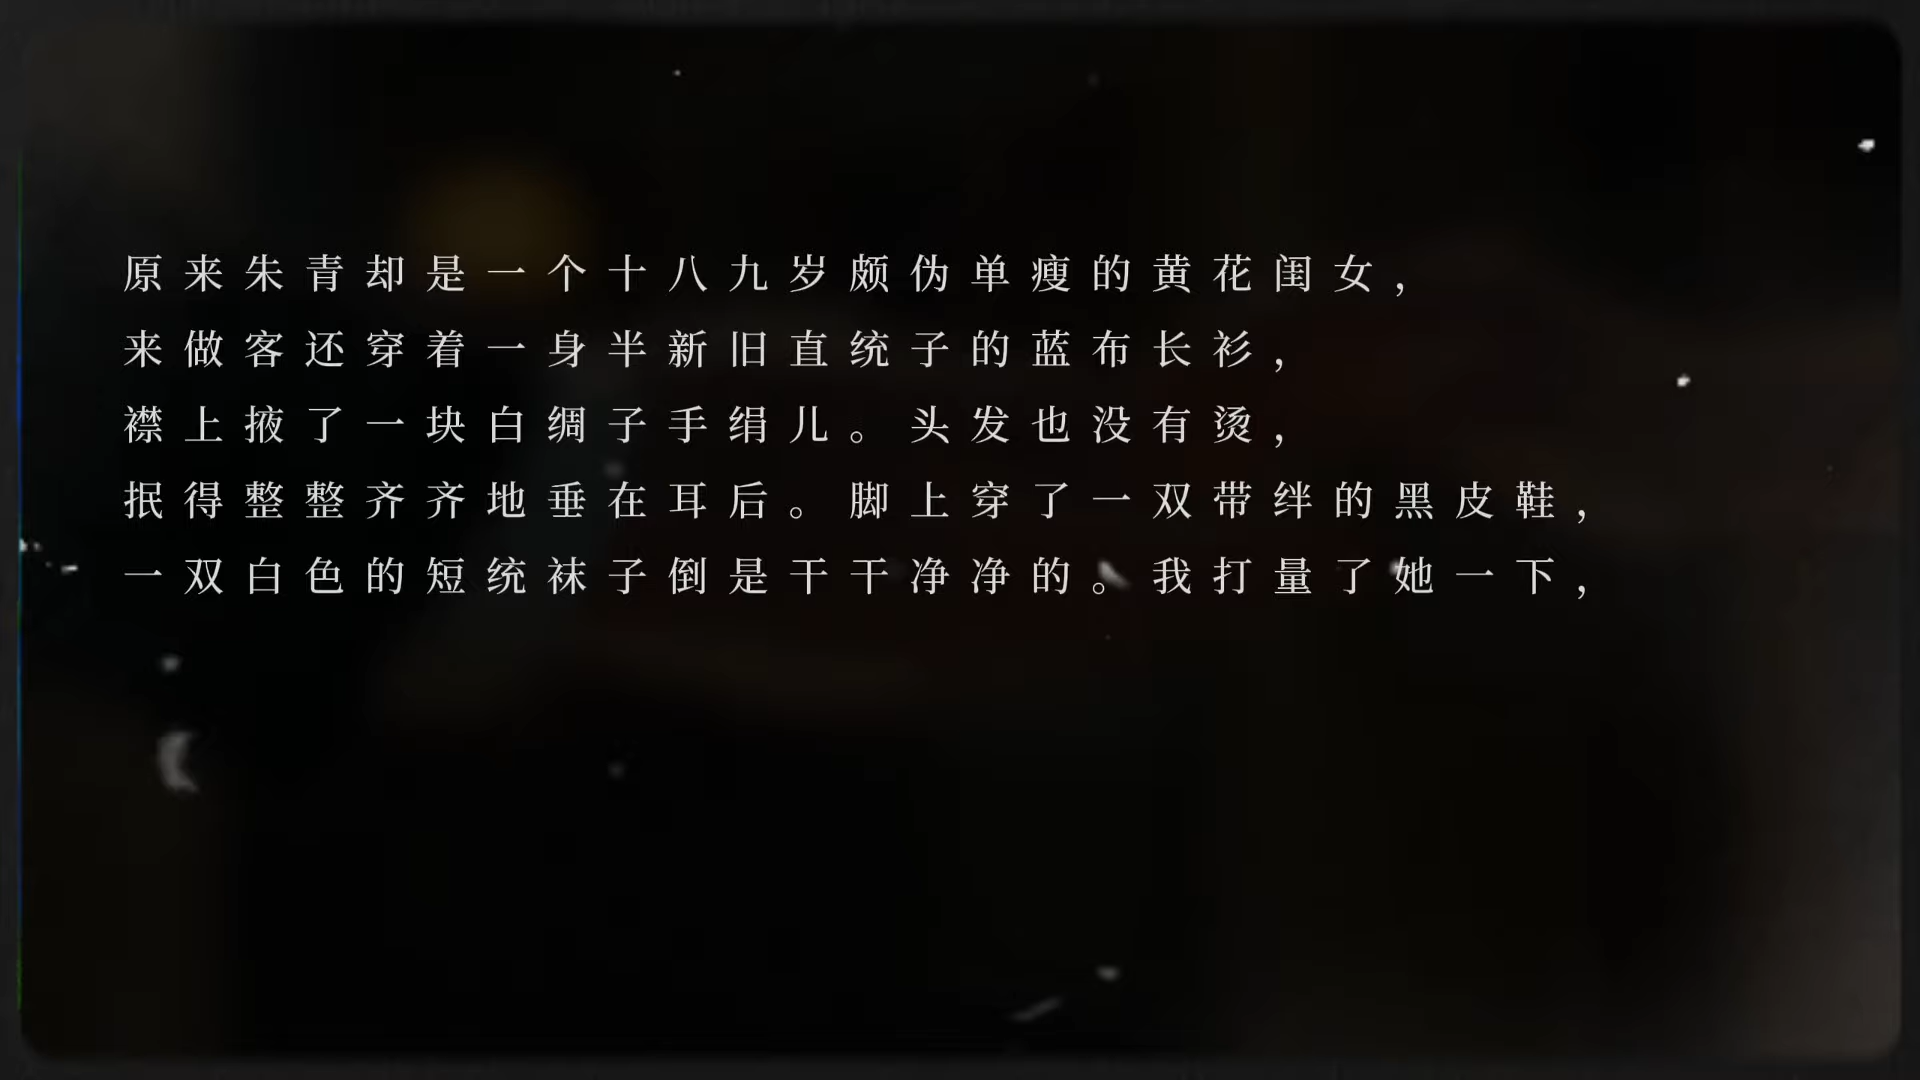 原来朱青却是一个十八九岁颇伪单瘦的黄花闺女，
来做客还穿着一身半新旧直统子的蓝布长衫，
襟上掖了一块白绸子手绢儿。头发也没有烫，
抿得整整齐齐地垂在耳后。脚上穿了一双带绊的黑皮鞋，
一双白色的短统袜子倒是干干净净的。我打量了她一下，